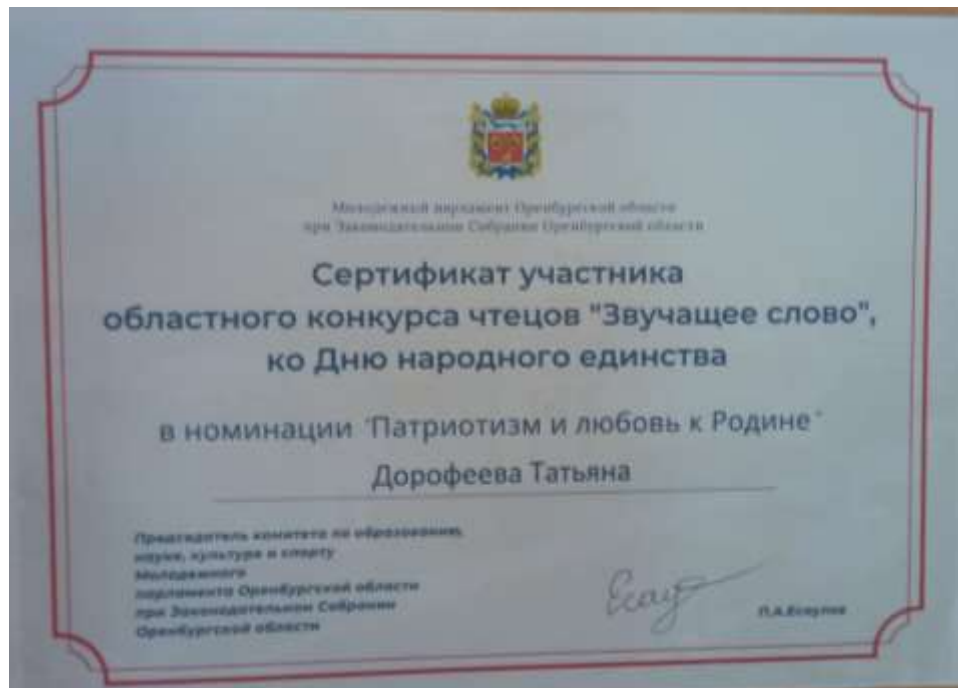 Молодежный парламент Оренбургской области
при Законодательном Собрании Оренбургской области
Сертификат участника
областного конкурса чтецов "Звучащее слово",
ко Дню народного единства
в номинации "Патриотизм и любовь к Родине"
Дорофеева Татьяна
Председатель комитета по образованию,
науке, культуре и спорту
Молодежного
парламента Оренбургской области
при Законодательном Собрании
Оренбургской области
П.А.Есаулов